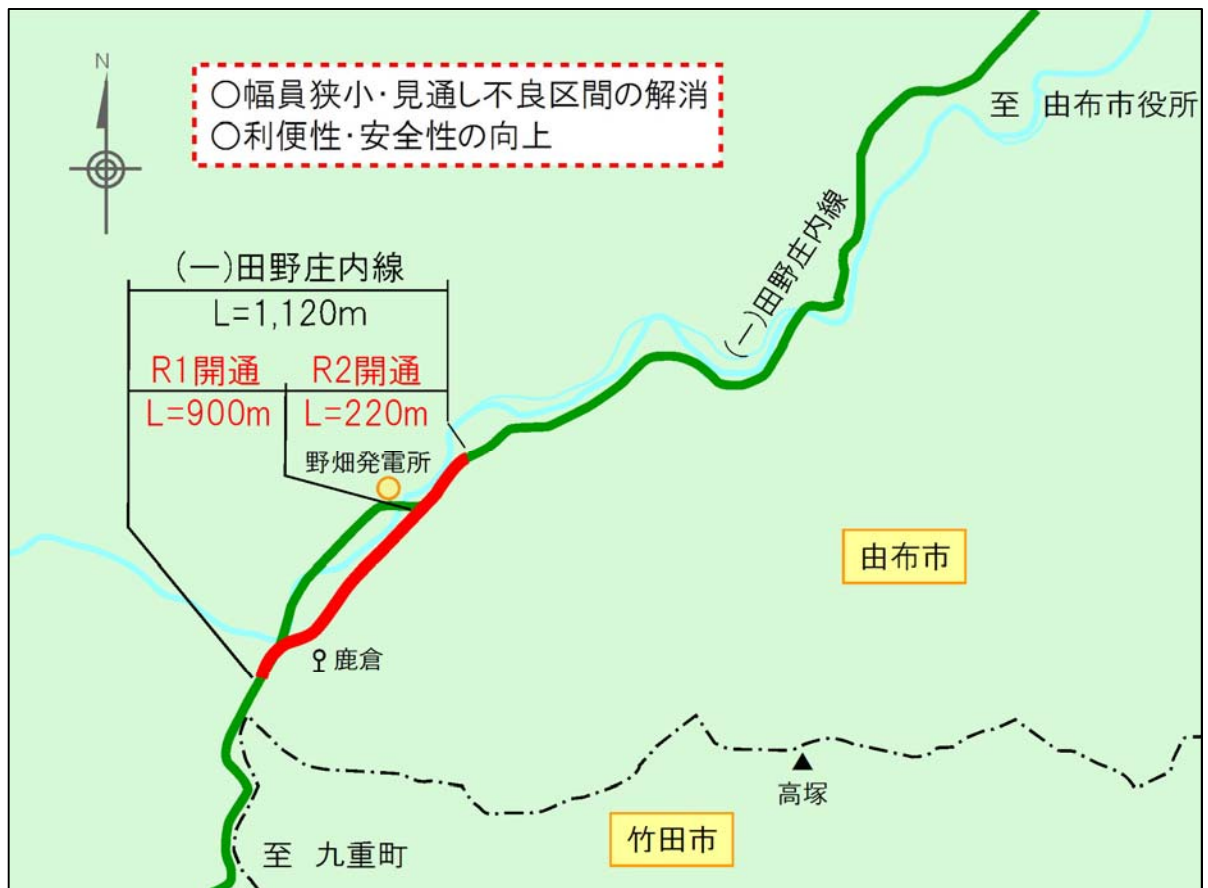 N
○幅員狭小・見通し不良区間の解消
○利便性・安全性の向上
至 由布市役所
(一)田野庄内線
(一)田野庄内線
L=1,120m
R1開通 R2開通
L=900m L=220m
野畑発電所
由布市
鹿倉
高塚
竹田市
至 九重町